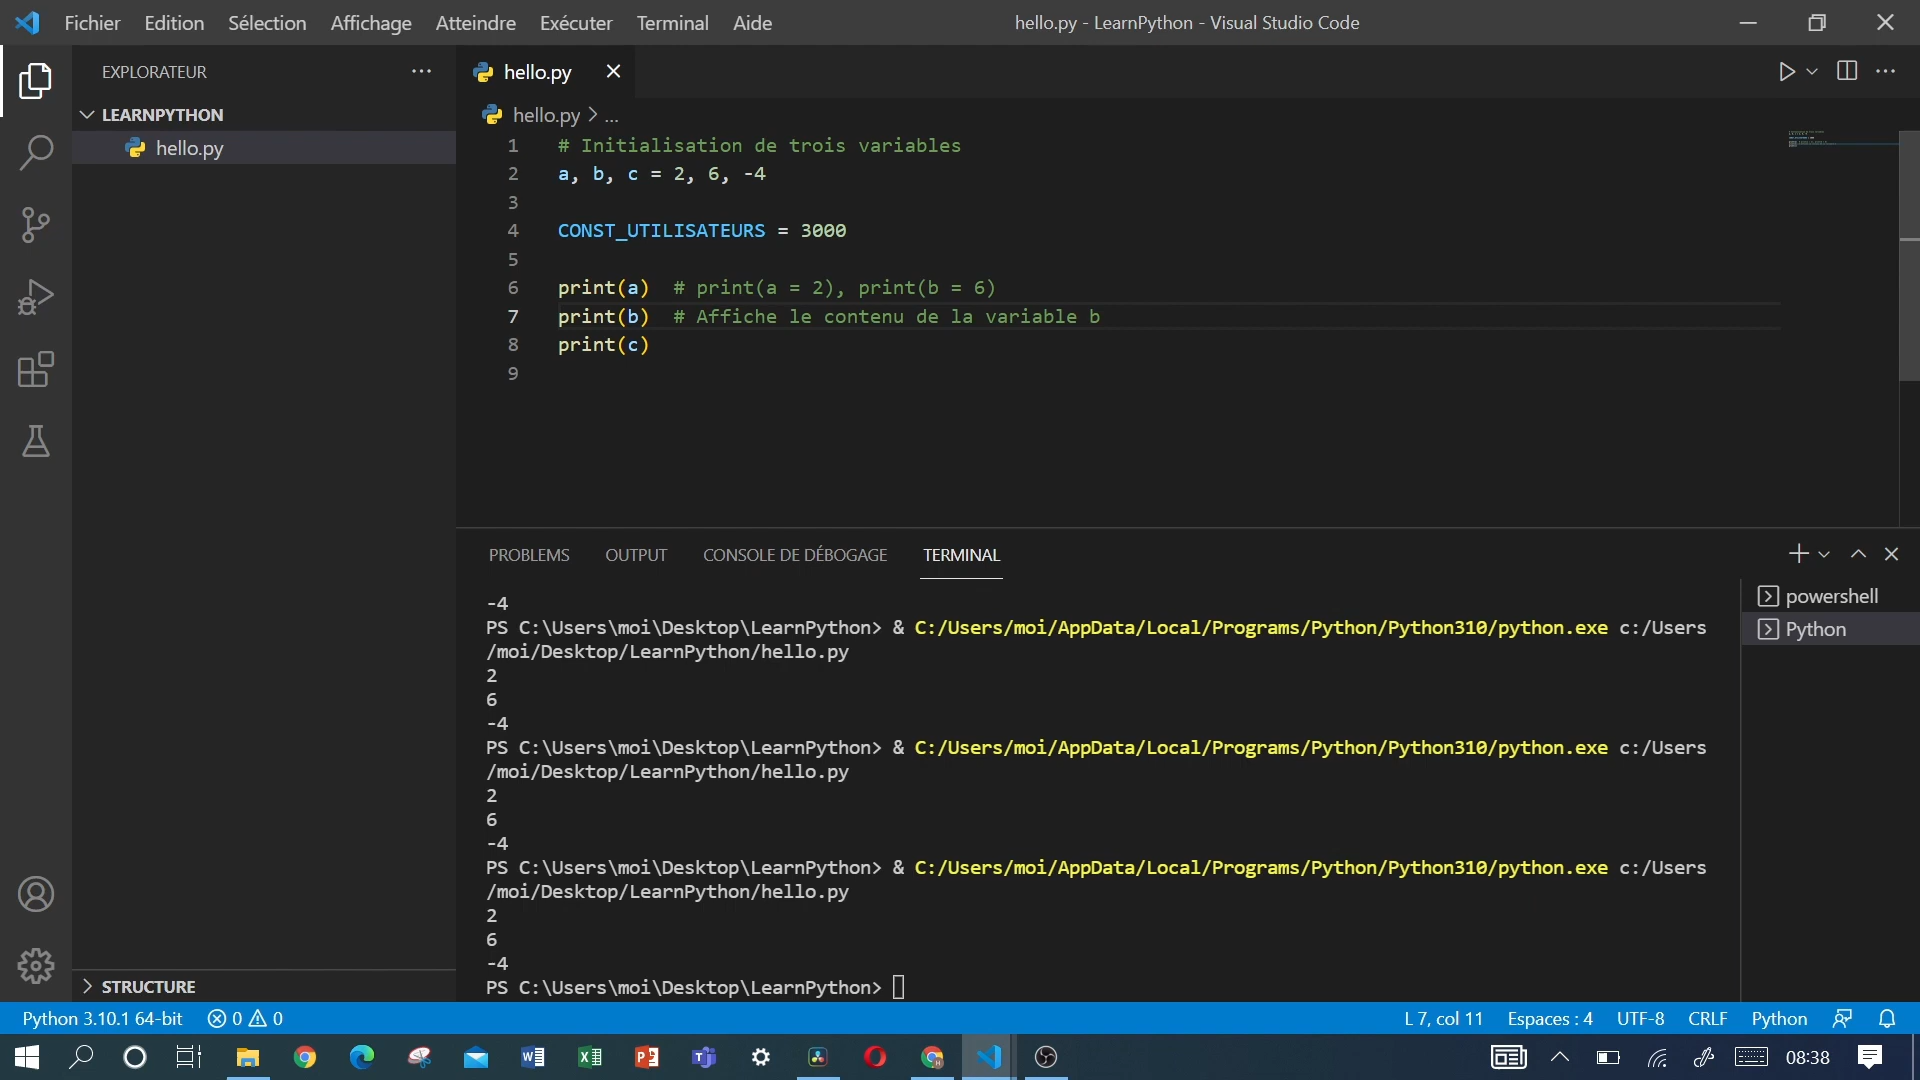 Fichier Edition Sélection Affichage Atteindre Exécuter Terminal Aide hello.py - LearnPython - Visual Studio Code
EXPLORATEUR
LEARNPYTHON
hello.py
STRUCTURE
hello.py
hello.py > ...
1 # Initialisation de trois variables
2 a, b, c = 2, 6, -4
3
4 CONST_UTILISATEURS = 3000
5
6 print(a)  # print(a = 2), print(b = 6)
7 print(b)  # Affiche le contenu de la variable b
8 print(c)
9
PROBLEMS OUTPUT CONSOLE DE DÉBOGAGE TERMINAL
-4
PS C:\Users\moi\Desktop\LearnPython> & C:/Users/moi/AppData/Local/Programs/Python/Python310/python.exe c:/Users
/moi/Desktop/LearnPython/hello.py
2
6
-4
PS C:\Users\moi\Desktop\LearnPython> & C:/Users/moi/AppData/Local/Programs/Python/Python310/python.exe c:/Users
/moi/Desktop/LearnPython/hello.py
2
6
-4
PS C:\Users\moi\Desktop\LearnPython> & C:/Users/moi/AppData/Local/Programs/Python/Python310/python.exe c:/Users
/moi/Desktop/LearnPython/hello.py
2
6
-4
PS C:\Users\moi\Desktop\LearnPython>
powershell
Python
Python 3.10.1 64-bit 0 0 L 7, col 11 Espaces : 4 UTF-8 CRLF Python
08:38